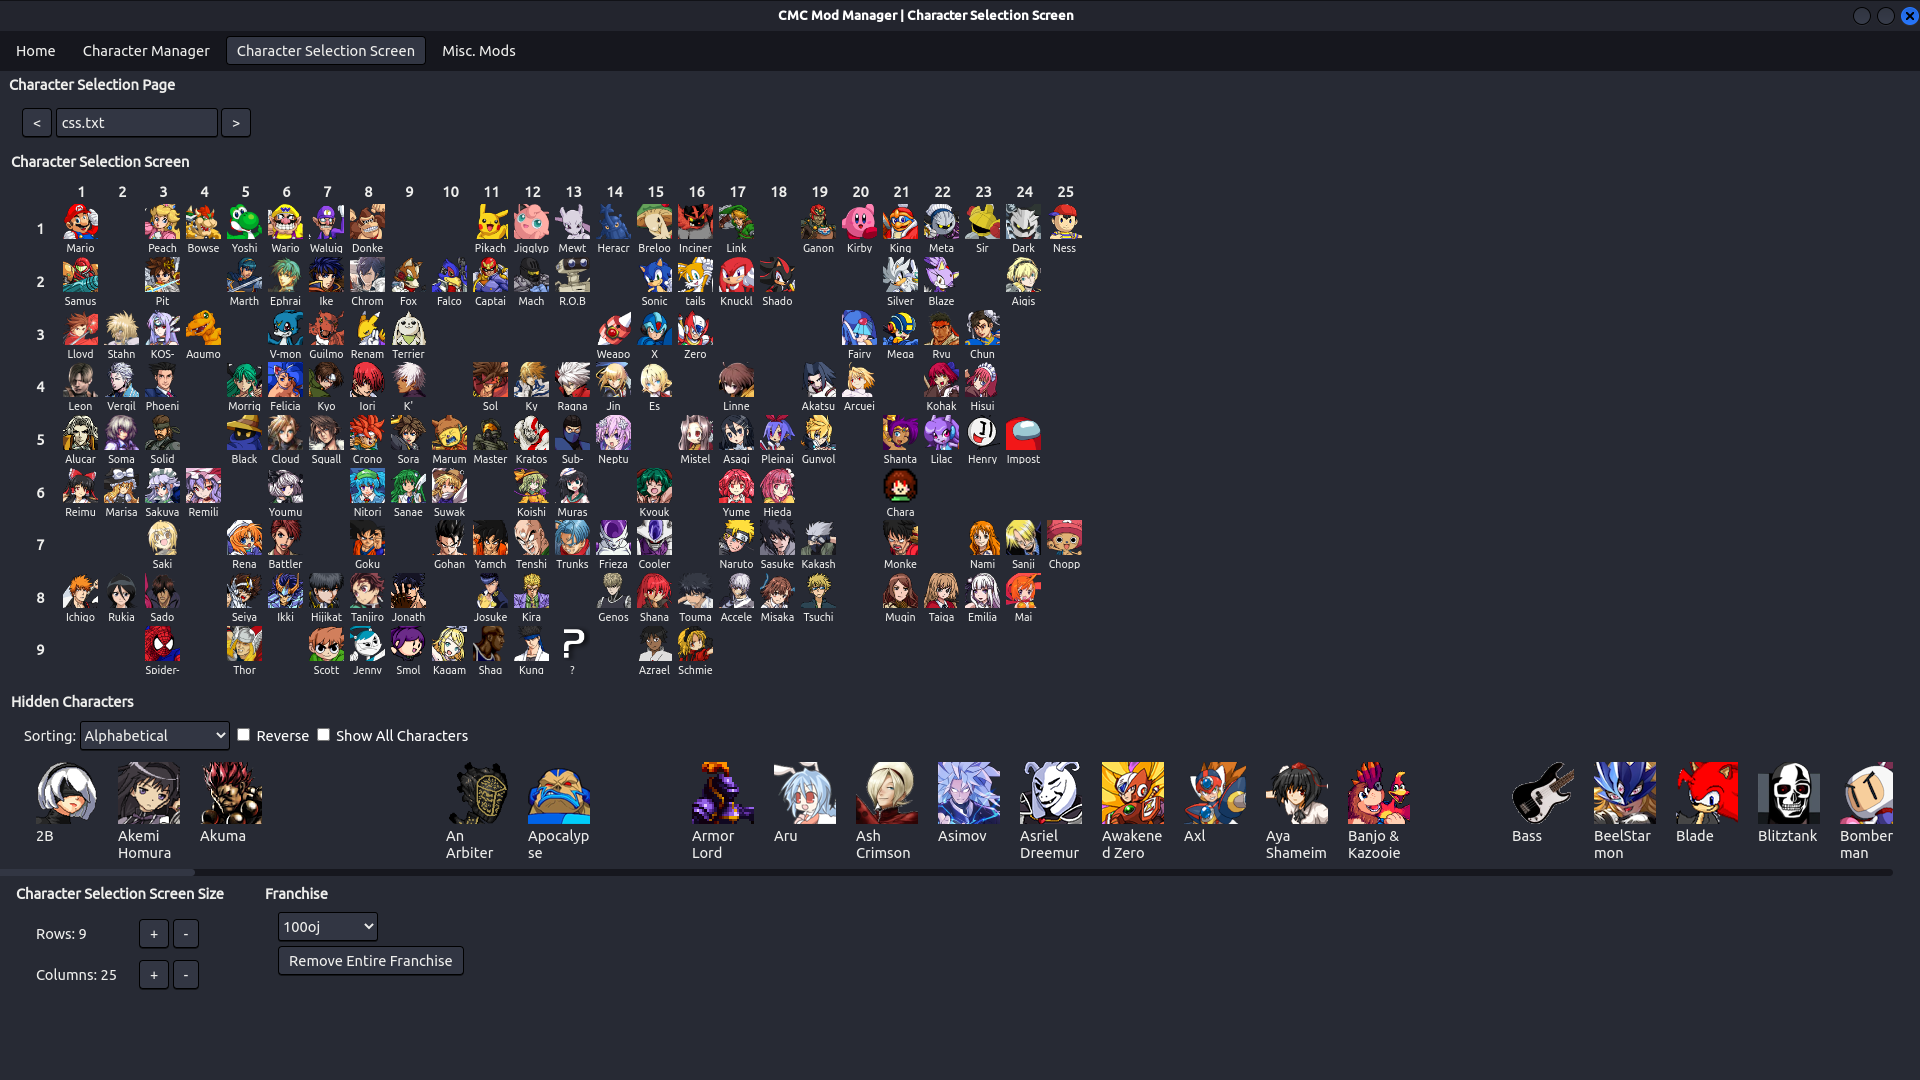 CMC Mod Manager | Character Selection Screen
Home Character Manager Character Selection Screen Misc. Mods
Character Selection Page
< css.txt >
Character Selection Screen
1 2 3 4 5 6 7 8 9 10 11 12 13 14 15 16 17 18 19 20 21 22 23 24 25
1
Mario Peach Bowse Yoshi Wario Waluig Donke Pikach Jigglyp Mewt Heracr Breloo Inciner Link Ganon Kirby King Meta Sir Dark Ness
2
Samus Pit Marth Ephrai Ike Chrom Fox Falco Captai Mach R.O.B Sonic tails Knuckl Shado Silver Blaze Aigis
3
Lloyd Stahn KOS- Agumo V-mon Guilmo Renam Terrier Weapo X Zero Fairy Mega Ryu Chun
4
Leon Vergil Phoeni Morrig Felicia Kyo Iori K' Sol Ky Ragna Jin Es Linne Akatsu Arcuei Kohak Hisui
5
Alucar Soma Solid Black Cloud Squall Crono Sora Marum Master Kratos Sub- Neptu Mistel Asagi Pleinai Gunvol Shanta Lilac Henry Impost
6
Reimu Marisa Sakuya Remili Youmu Nitori Sanae Suwak Koishi Muras Kyouk Yume Hieda Chara
7
Saki Rena Battler Goku Gohan Yamch Tenshi Trunks Frieza Cooler Naruto Sasuke Kakash Monke Nami Sanji Chopp
8
Ichigo Rukia Sado Seiya Ikki Hijikat Tanjiro Jonath Josuke Kira Genos Shana Touma Accele Misaka Tsuchi Mugin Taiga Emilia Mai
9
Spider- Thor Scott Jenny Smol Kagam Shaq Kung ? Azrael Schmie
Hidden Characters
Sorting: Alphabetical Reverse Show All Characters
2B Akemi Akuma An Apocalyp Armor Aru Ash Asimov Asriel Awakene Axl Aya Banjo & Bass BeelStar Blade Blitztank Bomber
Homura Arbiter se Lord Crimson Dreemur d Zero Shameim Kazooie mon man
Character Selection Screen Size Franchise
Rows: 9 + - 100oj
Remove Entire Franchise
Columns: 25 + -